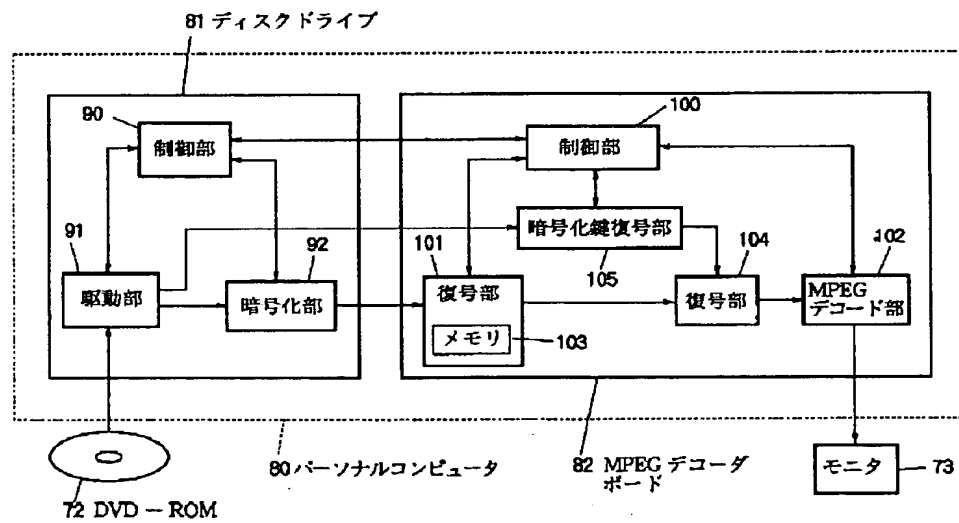 81 ディスクドライブ
90
制御部
100
制御部
91
駆動部
92
暗号化部
101
復号部
メモリ
103
暗号化鍵復号部
105
104
復号部
102
MPEG
デコード部
72 DVD－ROM
80 パーソナルコンピュータ
82 MPEG デコーダ
ボード
モニタ
73